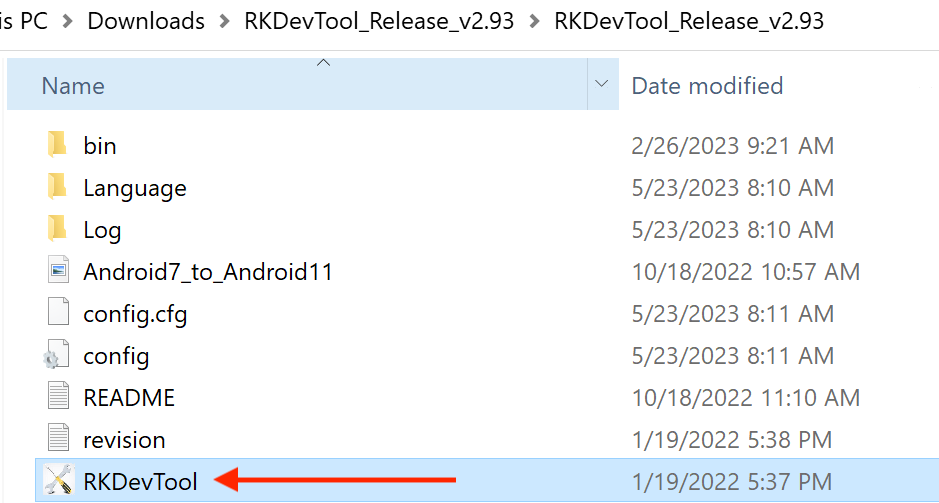 is PC > Downloads > RKDevTool_Release_v2.93 > RKDevTool_Release_v2.93
Name Date modified
bin 2/26/2023 9:21 AM
Language 5/23/2023 8:10 AM
Log 5/23/2023 8:10 AM
Android7_to_Android11 10/18/2022 10:57 AM
config.cfg 5/23/2023 8:11 AM
config 5/23/2023 8:11 AM
README 10/18/2022 11:10 AM
revision 1/19/2022 5:38 PM
RKDevTool 1/19/2022 5:37 PM